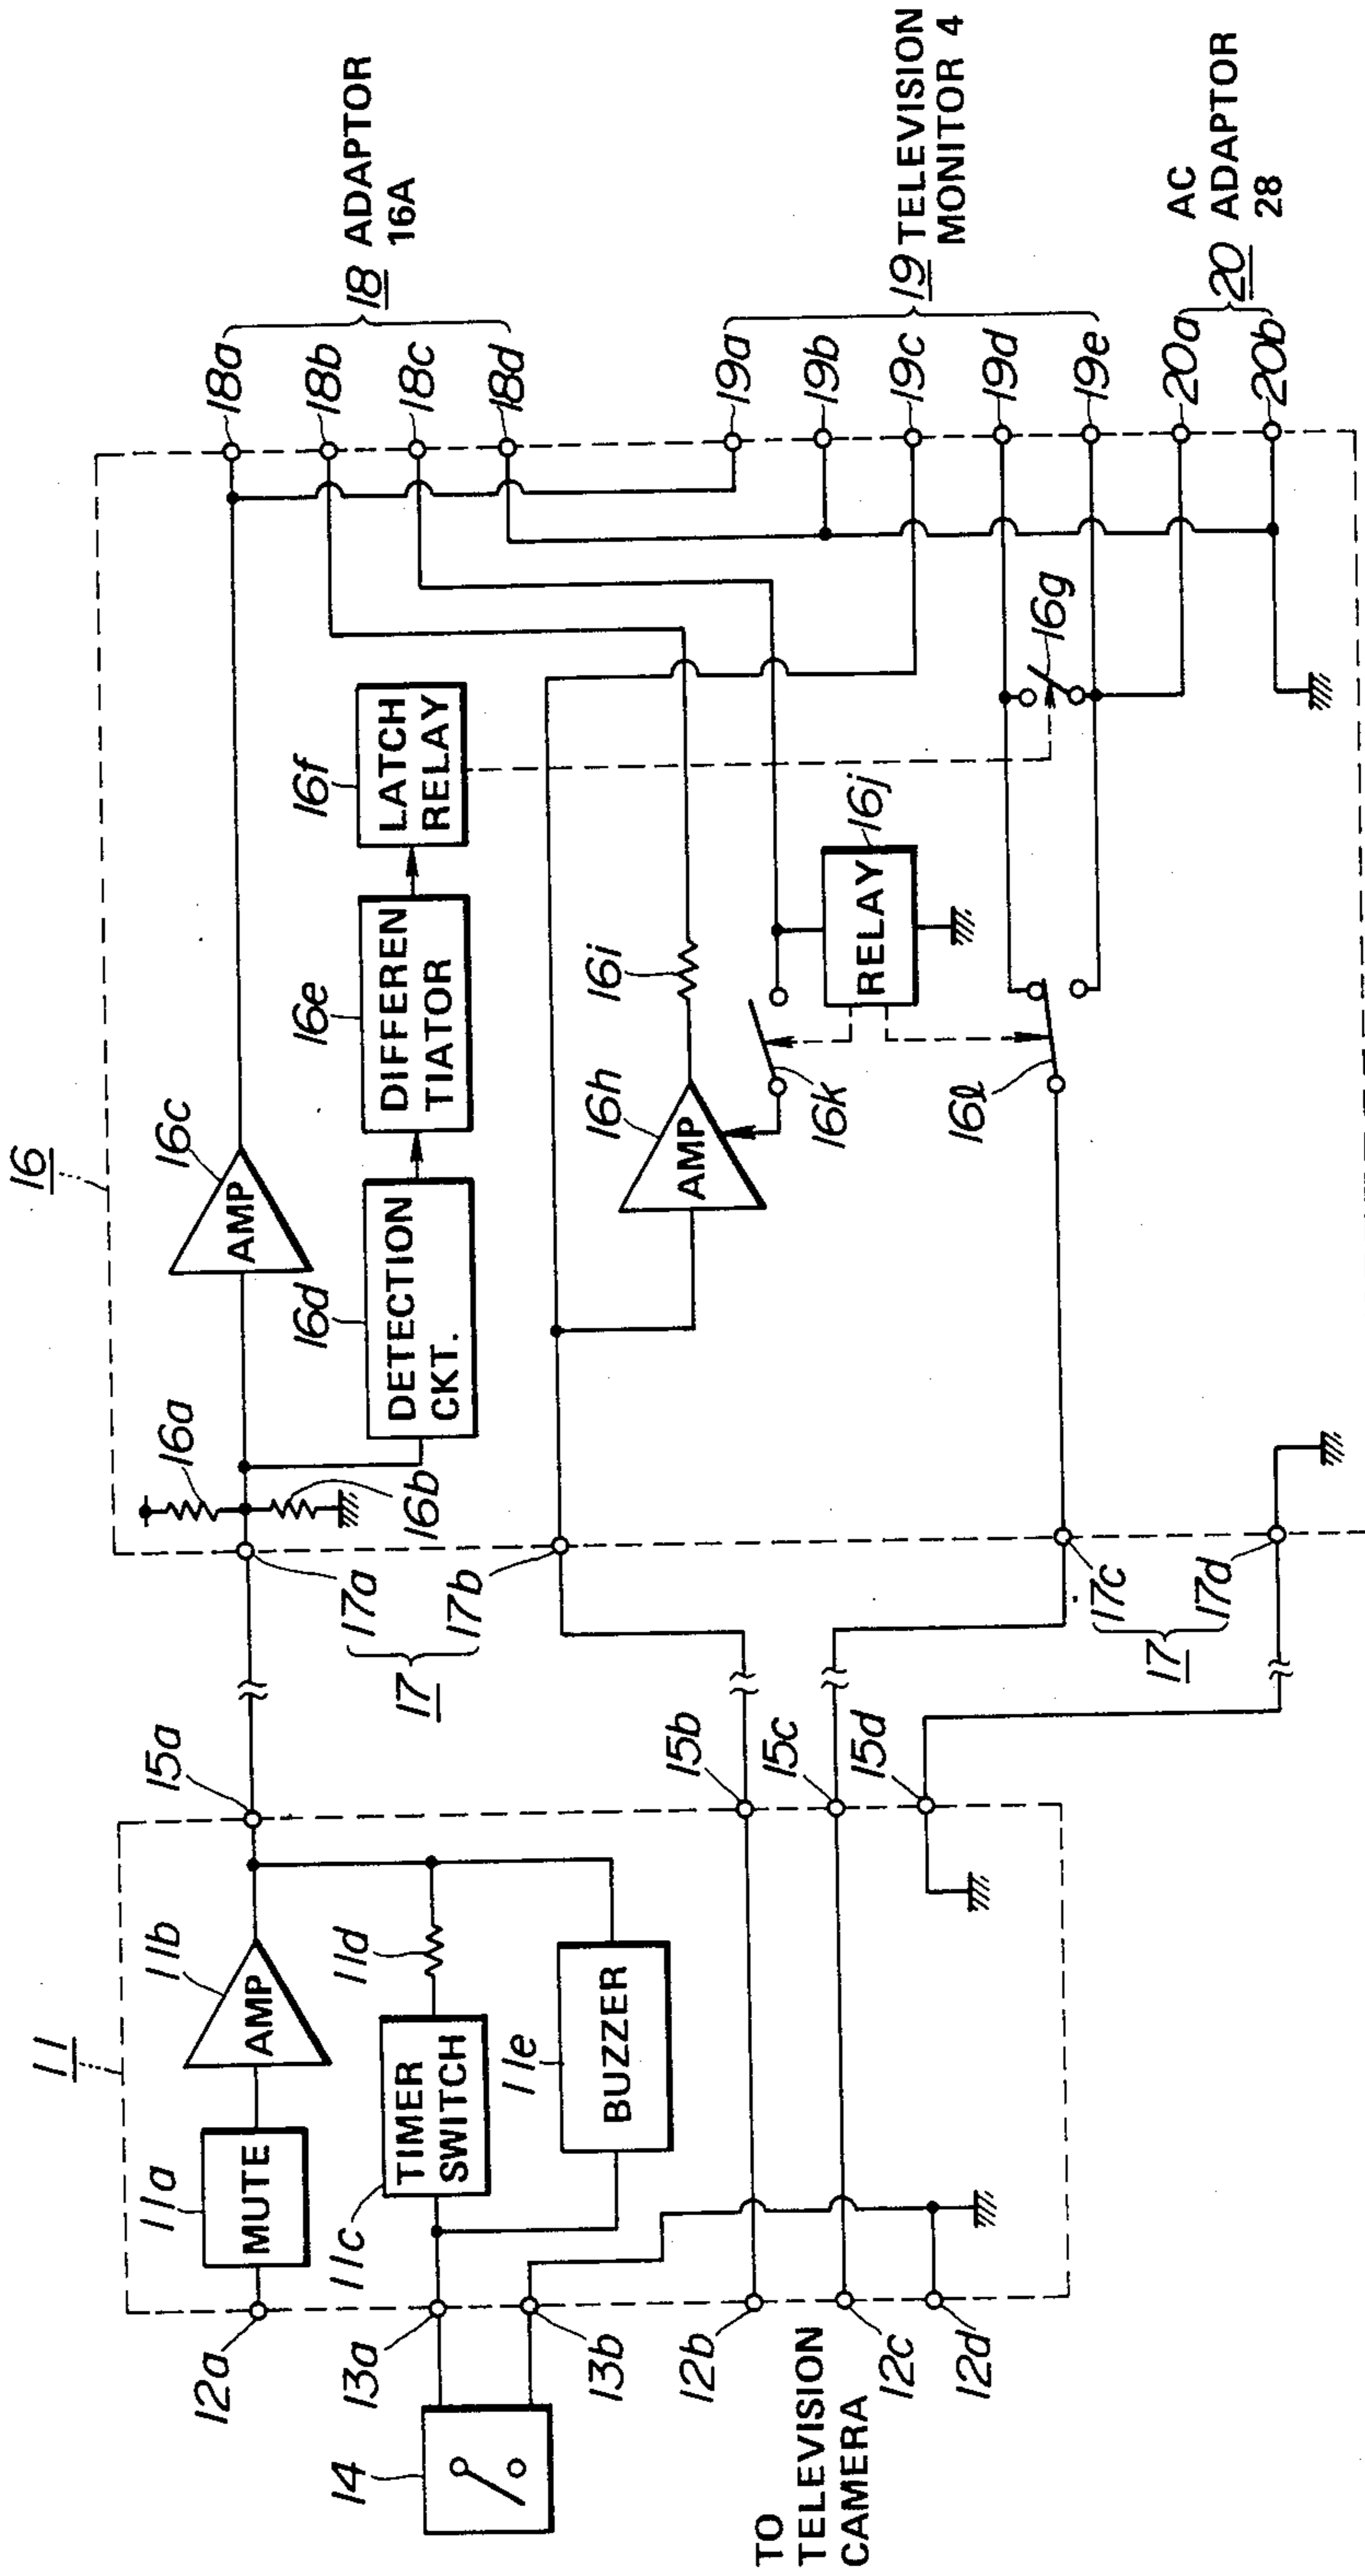 16
11
16a
16c
16f
18a
18 ADAPTOR
16A
AMP
15a
11b
AMP
11a
MUTE
12a
16b
17a
16d
DETECTION
CKT.
16e
DIFFEREN
TIATOR
LATCH
RELAY
18b
18c
18d
11c
TIMER
SWITCH
11d
13a
14
13b
11e
BUZZER
17
17b
16h
AMP
16i
16k
16j
RELAY
16g
19a
19b
19c
19d
19e
19 TELEVISION
MONITOR 4
15b
15c
15d
TO
TELEVISION
CAMERA
12b
12c
12d
16ℓ
17c
17d
17
20a
20b
20
AC
ADAPTOR
28